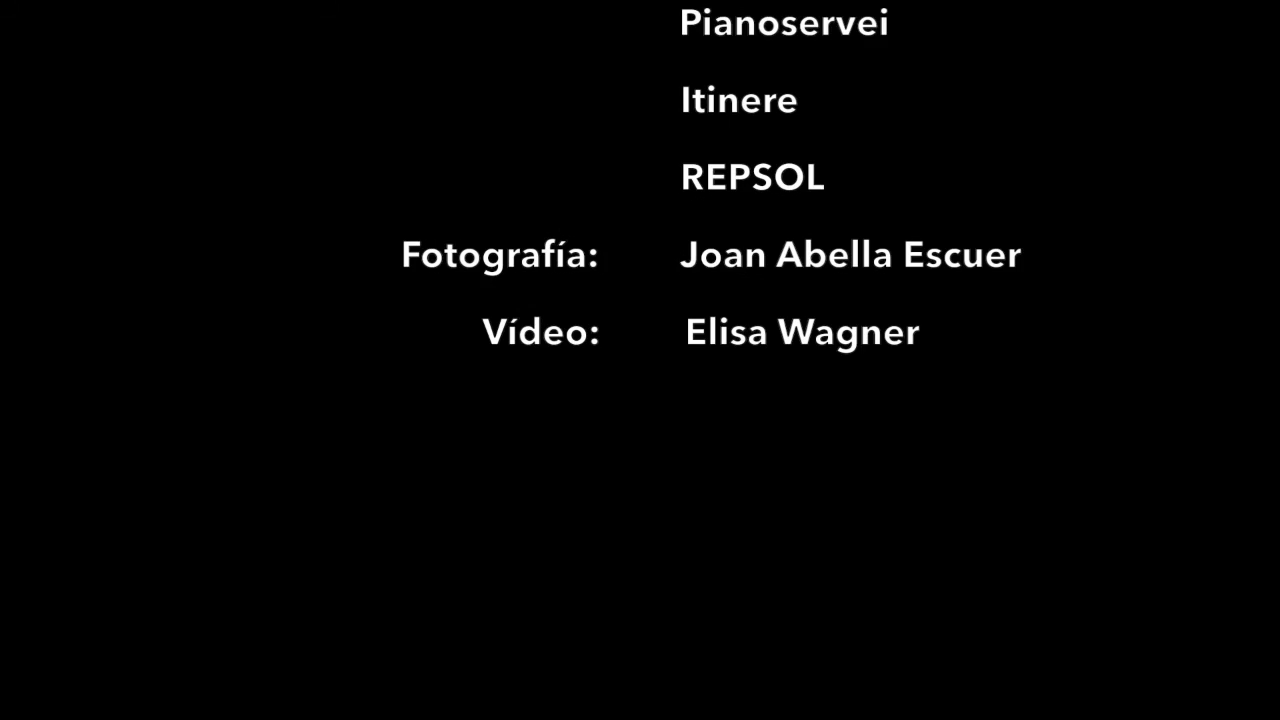 Pianoservei
Itinere
REPSOL
Fotografía: Joan Abella Escuer
Vídeo: Elisa Wagner